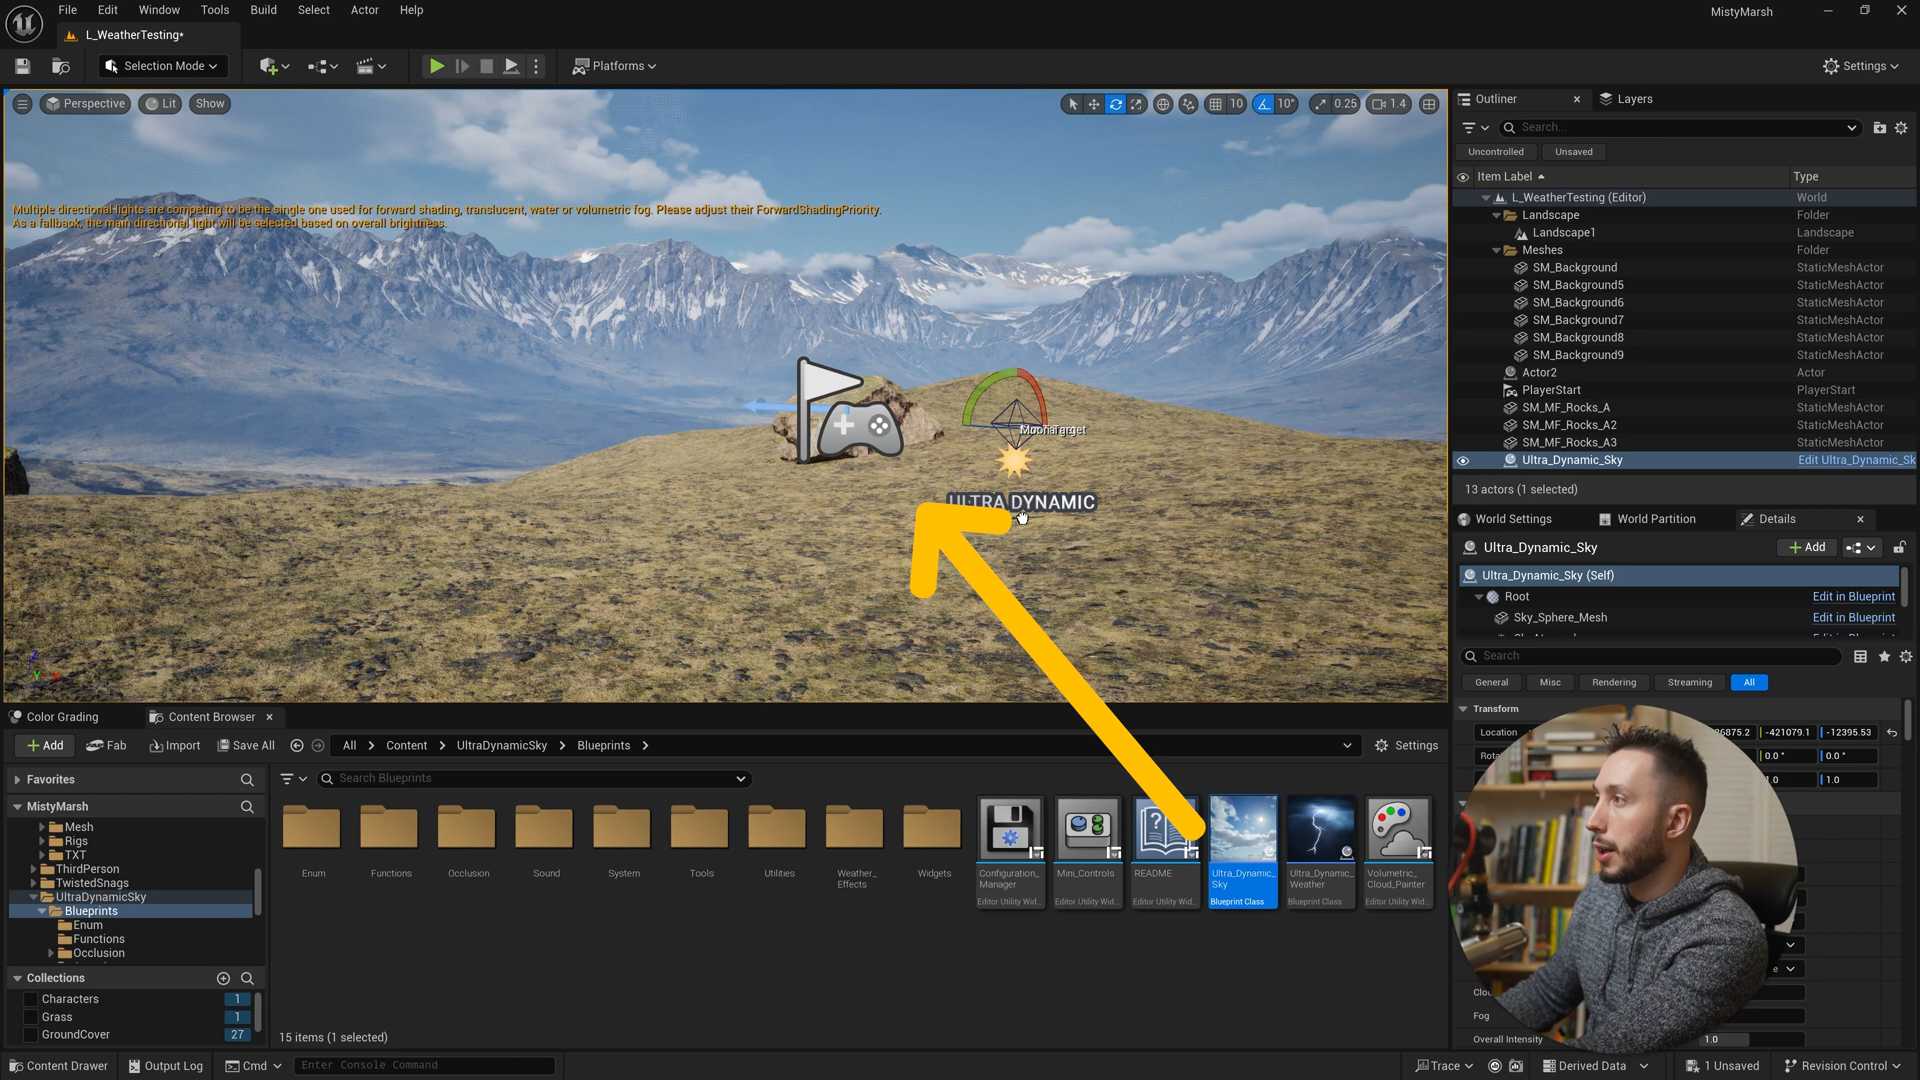 File Edit Window Tools Build Select Actor Help
MistyMarsh
L_WeatherTesting*
Selection Mode
Platforms
Settings
Perspective Lit Show
10 10° 0.25 1.4
Multiple directional lights are competing to be the single one used for forward shading, translucent, water or volumetric fog. Please adjust their ForwardShadingPriority.
As a fallback, the main directional light will be selected based on overall brightness.
ULTRA DYNAMIC
Z
Y X
Outliner Layers
Search...
Uncontrolled Unsaved
Item Label Type
L_WeatherTesting (Editor) World
Landscape Folder
Landscape1 Landscape
Meshes Folder
SM_Background StaticMeshActor
SM_Background5 StaticMeshActor
SM_Background6 StaticMeshActor
SM_Background7 StaticMeshActor
SM_Background8 StaticMeshActor
SM_Background9 StaticMeshActor
Actor2 Actor
PlayerStart PlayerStart
SM_MF_Rocks_A StaticMeshActor
SM_MF_Rocks_A2 StaticMeshActor
SM_MF_Rocks_A3 StaticMeshActor
Ultra_Dynamic_Sky Edit Ultra_Dynamic_Sk
13 actors (1 selected)
World Settings World Partition Details
Ultra_Dynamic_Sky Add
Ultra_Dynamic_Sky (Self)
Root Edit in Blueprint
Sky_Sphere_Mesh Edit in Blueprint
Search
General Misc Rendering Streaming All
Transform
Location 6875.2 -421079.1 -12395.53
Rota 0.0 ° 0.0 °
1.0 1.0
Fog
Overall Intensity 1.0
Color Grading Content Browser
Add Fab Import Save All All Content UltraDynamicSky Blueprints Settings
Favorites
MistyMarsh
Mesh
Rigs
TXT
ThirdPerson
TwistedSnags
UltraDynamicSky
Blueprints
Enum
Functions
Occlusion
Collections
Characters 1
Grass 1
GroundCover 27
Search Blueprints
Enum Functions Occlusion Sound System Tools Utilities Weather_
Effects Widgets
Configuration_
Manager
Editor Utility Wid...
Mini_Controls
Editor Utility Wid...
README
Editor Utility Wid...
Ultra_Dynamic_
Sky
Blueprint Class
Ultra_Dynamic_
Weather
Blueprint Class
Volumetric_
Cloud_Painter
Editor Utility Wid...
15 items (1 selected)
Content Drawer Output Log Cmd Enter Console Command
Trace Derived Data 1 Unsaved Revision Control